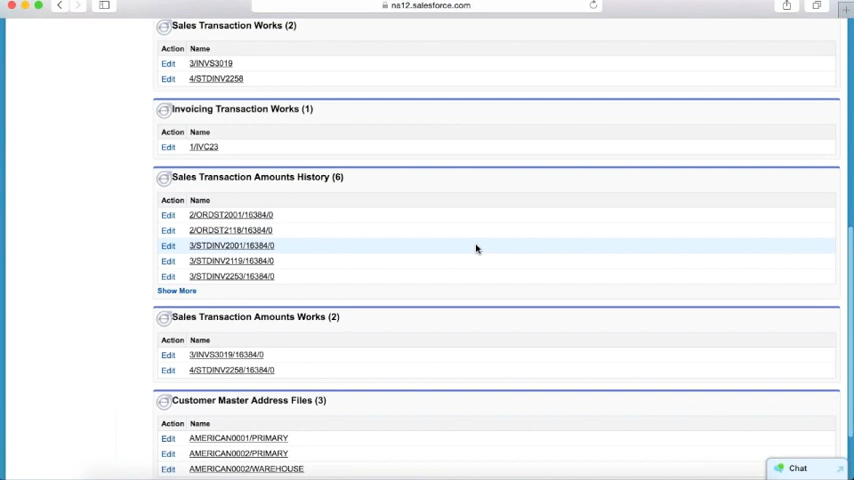 na12.salesforce.com
Sales Transaction Works (2)
Action Name
Edit 3/INVS3019
Edit 4/STDINV2258
Invoicing Transaction Works (1)
Action Name
Edit 1/IVC23
Sales Transaction Amounts History (6)
Action Name
Edit 2/ORDST2001/16384/0
Edit 2/ORDST2118/16384/0
Edit 3/STDINV2001/16384/0
Edit 3/STDINV2119/16384/0
Edit 3/STDINV2253/16384/0
Show More
Sales Transaction Amounts Works (2)
Action Name
Edit 3/INVS3019/16384/0
Edit 4/STDINV2258/16384/0
Customer Master Address Files (3)
Action Name
Edit AMERICAN0001/PRIMARY
Edit AMERICAN0002/PRIMARY
Edit AMERICAN0002/WAREHOUSE
Chat